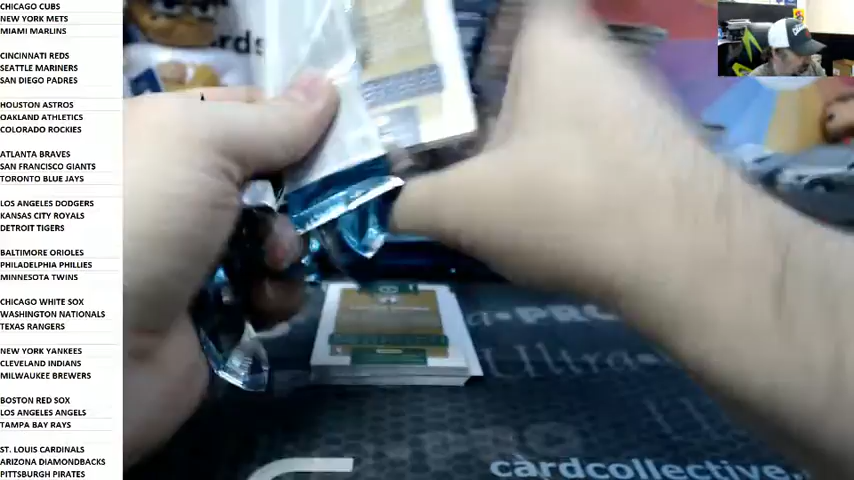 CHICAGO CUBS
NEW YORK METS
MIAMI MARLINS
CINCINNATI REDS
SEATTLE MARINERS
SAN DIEGO PADRES
HOUSTON ASTROS
OAKLAND ATHLETICS
COLORADO ROCKIES
ATLANTA BRAVES
SAN FRANCISCO GIANTS
TORONTO BLUE JAYS
LOS ANGELES DODGERS
KANSAS CITY ROYALS
DETROIT TIGERS
BALTIMORE ORIOLES
PHILADELPHIA PHILLIES
MINNESOTA TWINS
CHICAGO WHITE SOX
WASHINGTON NATIONALS
TEXAS RANGERS
NEW YORK YANKEES
CLEVELAND INDIANS
MILWAUKEE BREWERS
BOSTON RED SOX
LOS ANGELES ANGELS
TAMPA BAY RAYS
ST. LOUIS CARDINALS
ARIZONA DIAMONDBACKS
PITTSBURGH PIRATES
rds
a•PRO
Ultra•
PRO
cardcollective.